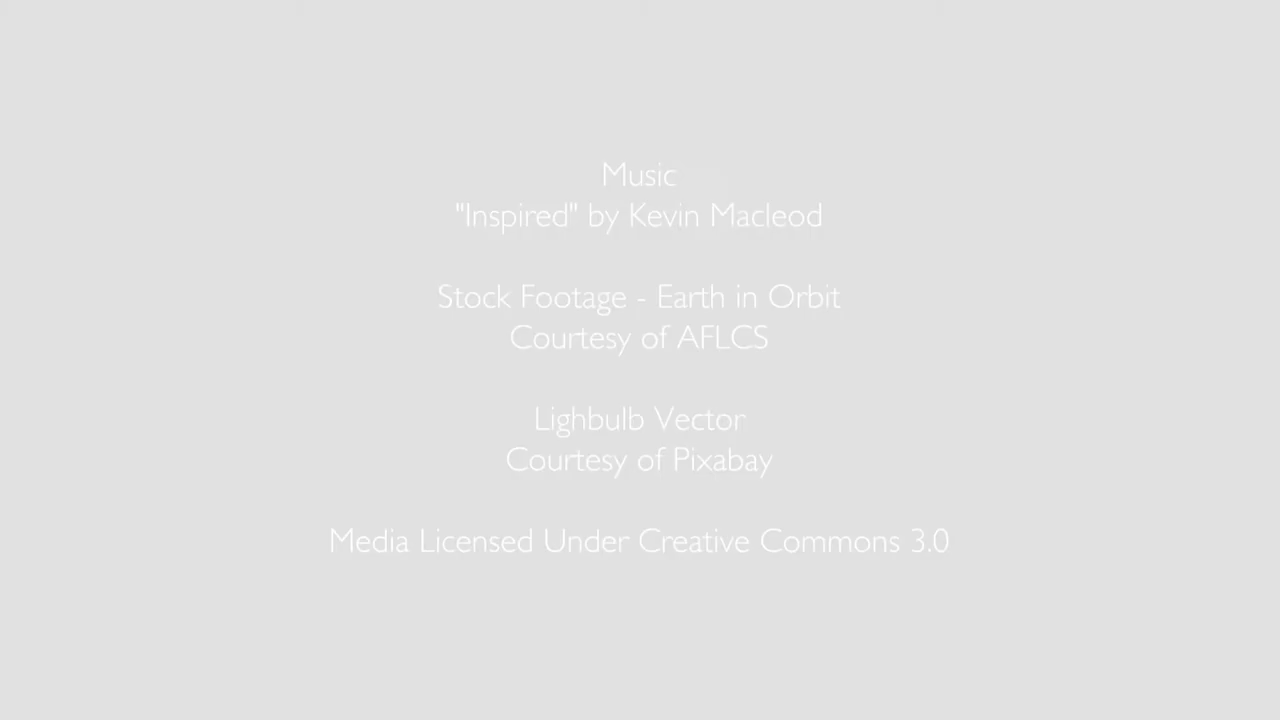 Music
"Inspired" by Kevin Macleod
Stock Footage - Earth in Orbit
Courtesy of AFLCS
Lighbulb Vector
Courtesy of Pixabay
Media Licensed Under Creative Commons 3.0